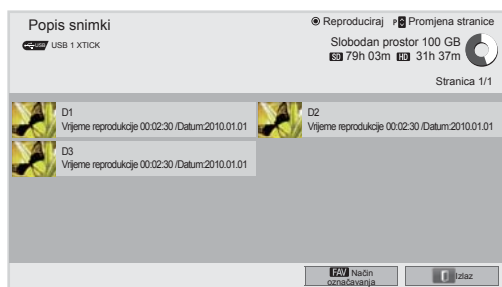 Popis snimki
Reproduciraj P Promjena stranice
USB USB 1 XTICK
Slobodan prostor 100 GB
SD 79h 03m HD 31h 37m
Stranica 1/1
D1
Vrijeme reprodukcije 00:02:30 /Datum:2010.01.01
D2
Vrijeme reprodukcije 00:02:30 /Datum:2010.01.01
D3
Vrijeme reprodukcije 00:02:30 /Datum:2010.01.01
FAV Način
označavanja
Izlaz